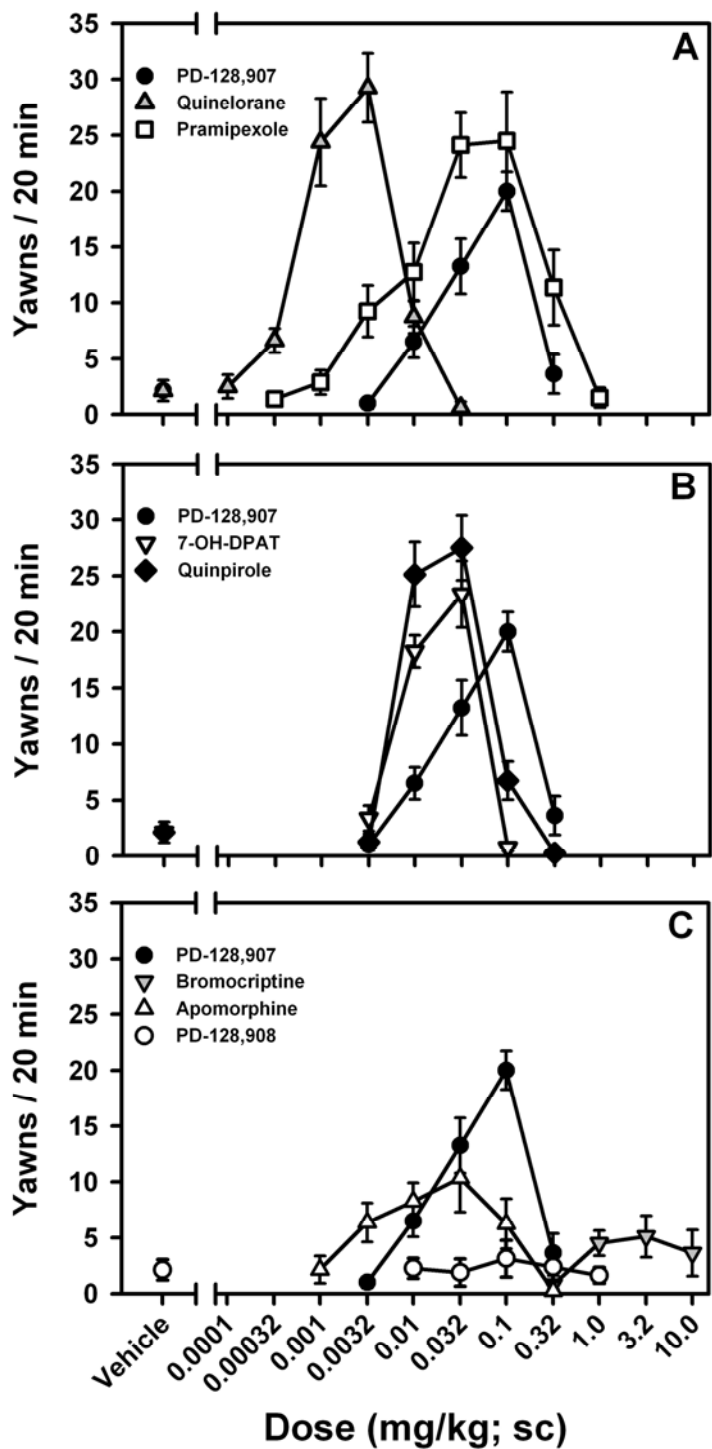 A
PD-128,907
Quinelorane
Pramipexole
Yawns / 20 min
35
30
25
20
15
10
5
0
B
PD-128,907
7-OH-DPAT
Quinpirole
Yawns / 20 min
35
30
25
20
15
10
5
0
C
PD-128,907
Bromocriptine
Apomorphine
PD-128,908
Yawns / 20 min
35
30
25
20
15
10
5
0
Vehicle 0.0001 0.00032 0.001 0.0032 0.01 0.032 0.1 0.32 1.0 3.2 10.0
Dose (mg/kg; sc)